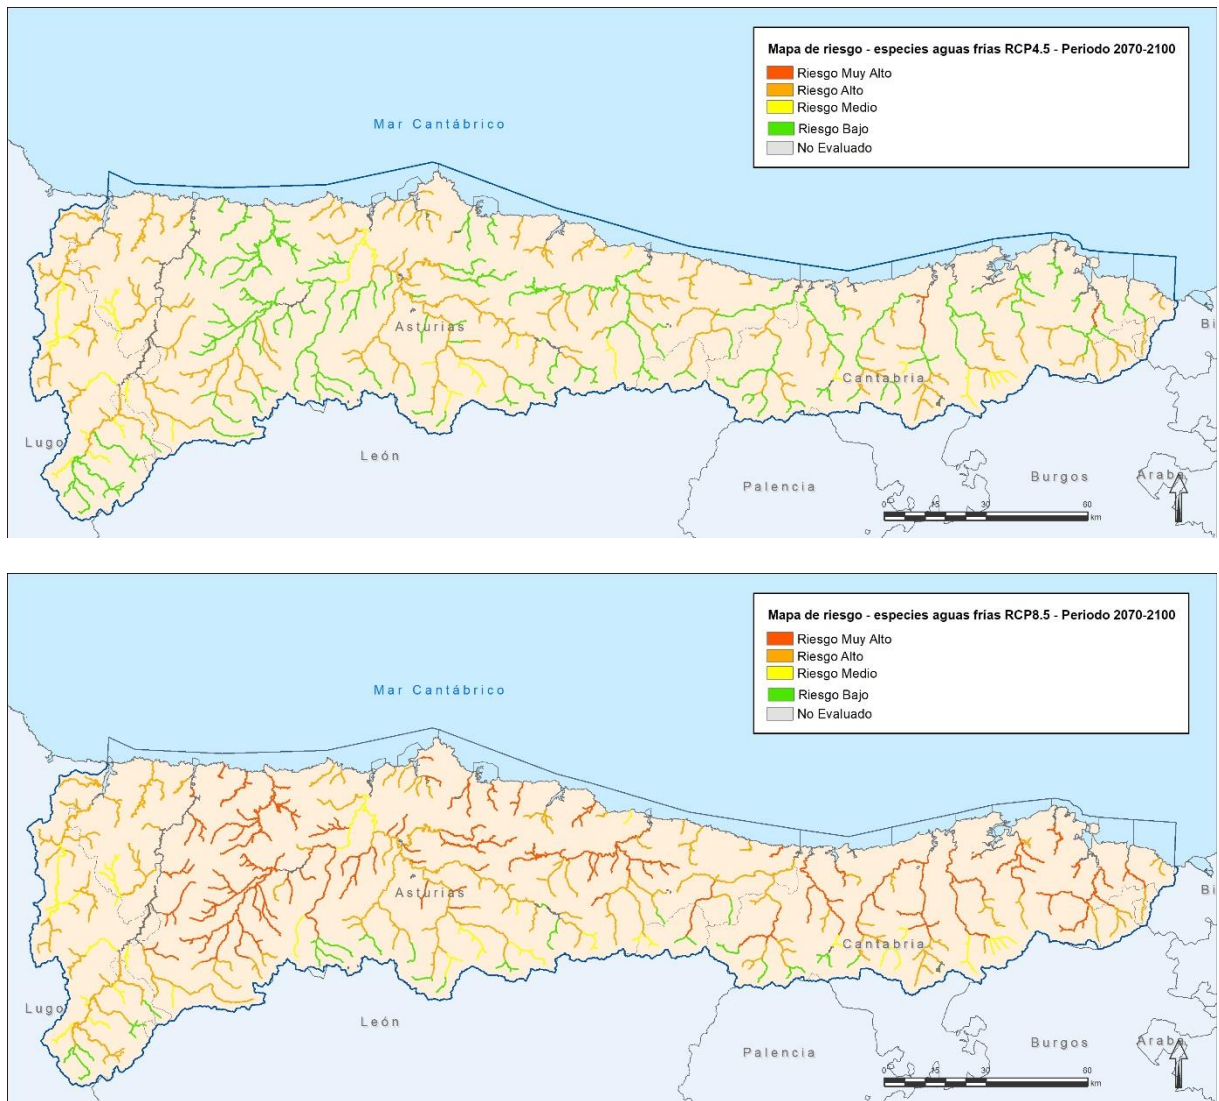 Mapa de riesgo - especies aguas frías RCP4.5 - Periodo 2070-2100
Riesgo Muy Alto
Riesgo Alto
Riesgo Medio
Riesgo Bajo
No Evaluado
Mar Cantábrico
Asturias
Bi
Cantabria
Lugo
León
Palencia
Burgos
Araba
0 15 30 60
km
Mapa de riesgo - especies aguas frías RCP8.5 - Periodo 2070-2100
Riesgo Muy Alto
Riesgo Alto
Riesgo Medio
Riesgo Bajo
No Evaluado
Mar Cantábrico
Asturias
Bi
Cantabria
Lugo
León
Palencia
Burgos
Araba
0 15 30 60
km